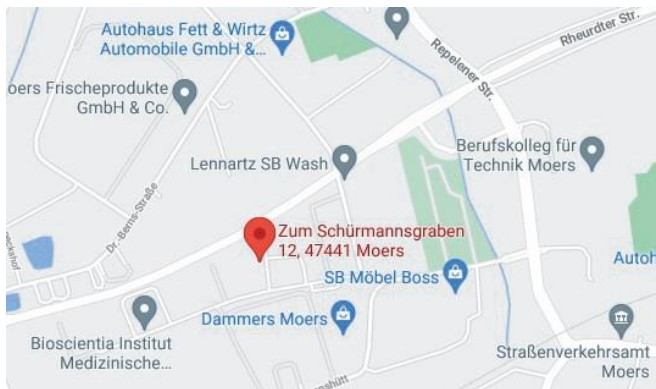 Autohaus Fett & Wirtz
Automobile GmbH &...
Rheurdter Str.
Repelener Str.
oers Frischeprodukte
GmbH & Co.
Lennartz SB Wash
Berufskolleg für
Technik Moers
Dr.-Berns-Straße
Zum Schürmannsgraben
12, 47441 Moers
Autoh
SB Möbel Boss
Dammers Moers
Bioscientia Institut
Medizinische...
Straßenverkehrsamt
Moers